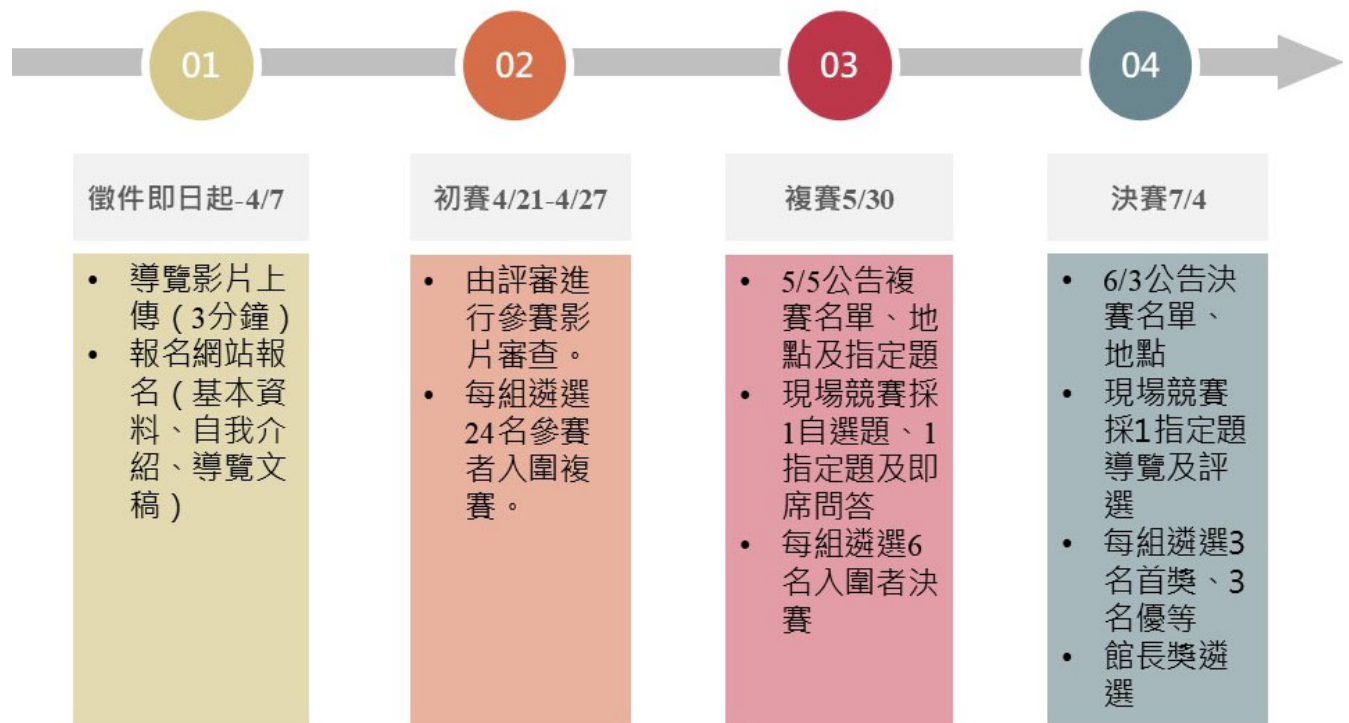 01
02
03
04
徵件即日起-4/7
• 導覽影片上
傳（3分鐘）
• 報名網站報
名（基本資
料、自我介
紹、導覽文
稿）
初賽4/21-4/27
• 由評審進
行參賽影
片審查。
• 每組遴選
24名參賽
者入圍複
賽。
複賽5/30
• 5/5公告複
賽名單、地
點及指定題
• 現場競賽採
1自選題、1
指定題及即
席問答
• 每組遴選6
名入圍者決
賽
決賽7/4
• 6/3公告決
賽名單、
地點
• 現場競賽
採1指定題
導覽及評
選
• 每組遴選3
名首獎、3
名優等
• 館長獎遴
選